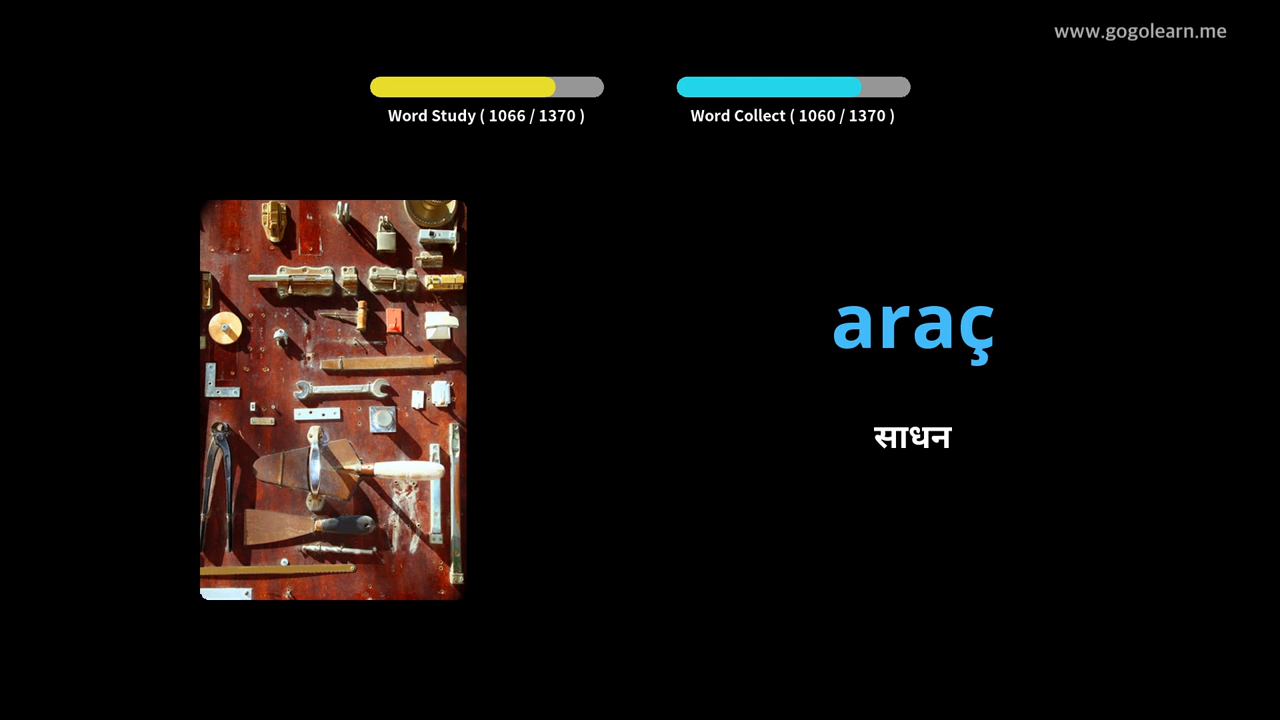 www.gogolearn.me
Word Study ( 1066 / 1370 )
Word Collect ( 1060 / 1370 )
araç
साधन